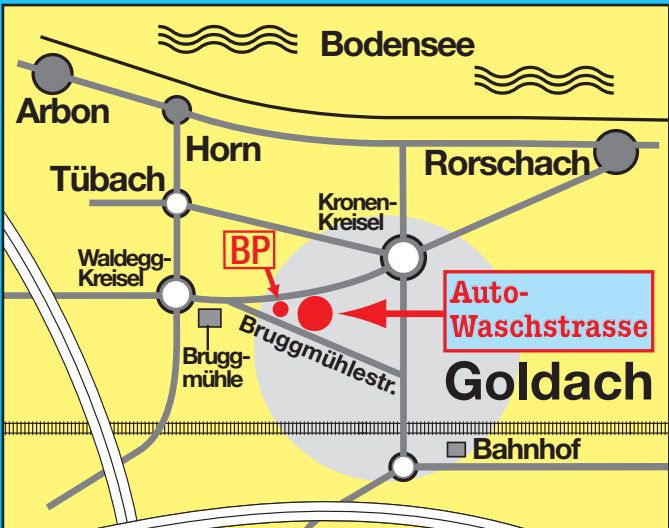 Bodensee
Arbon
Horn
Rorschach
Tübach
Kronen-
Kreisel
Waldegg-
Kreisel
BP
Auto-
Waschstrasse
Brugg-
mühle
Bruggmühlestr.
Goldach
Bahnhof